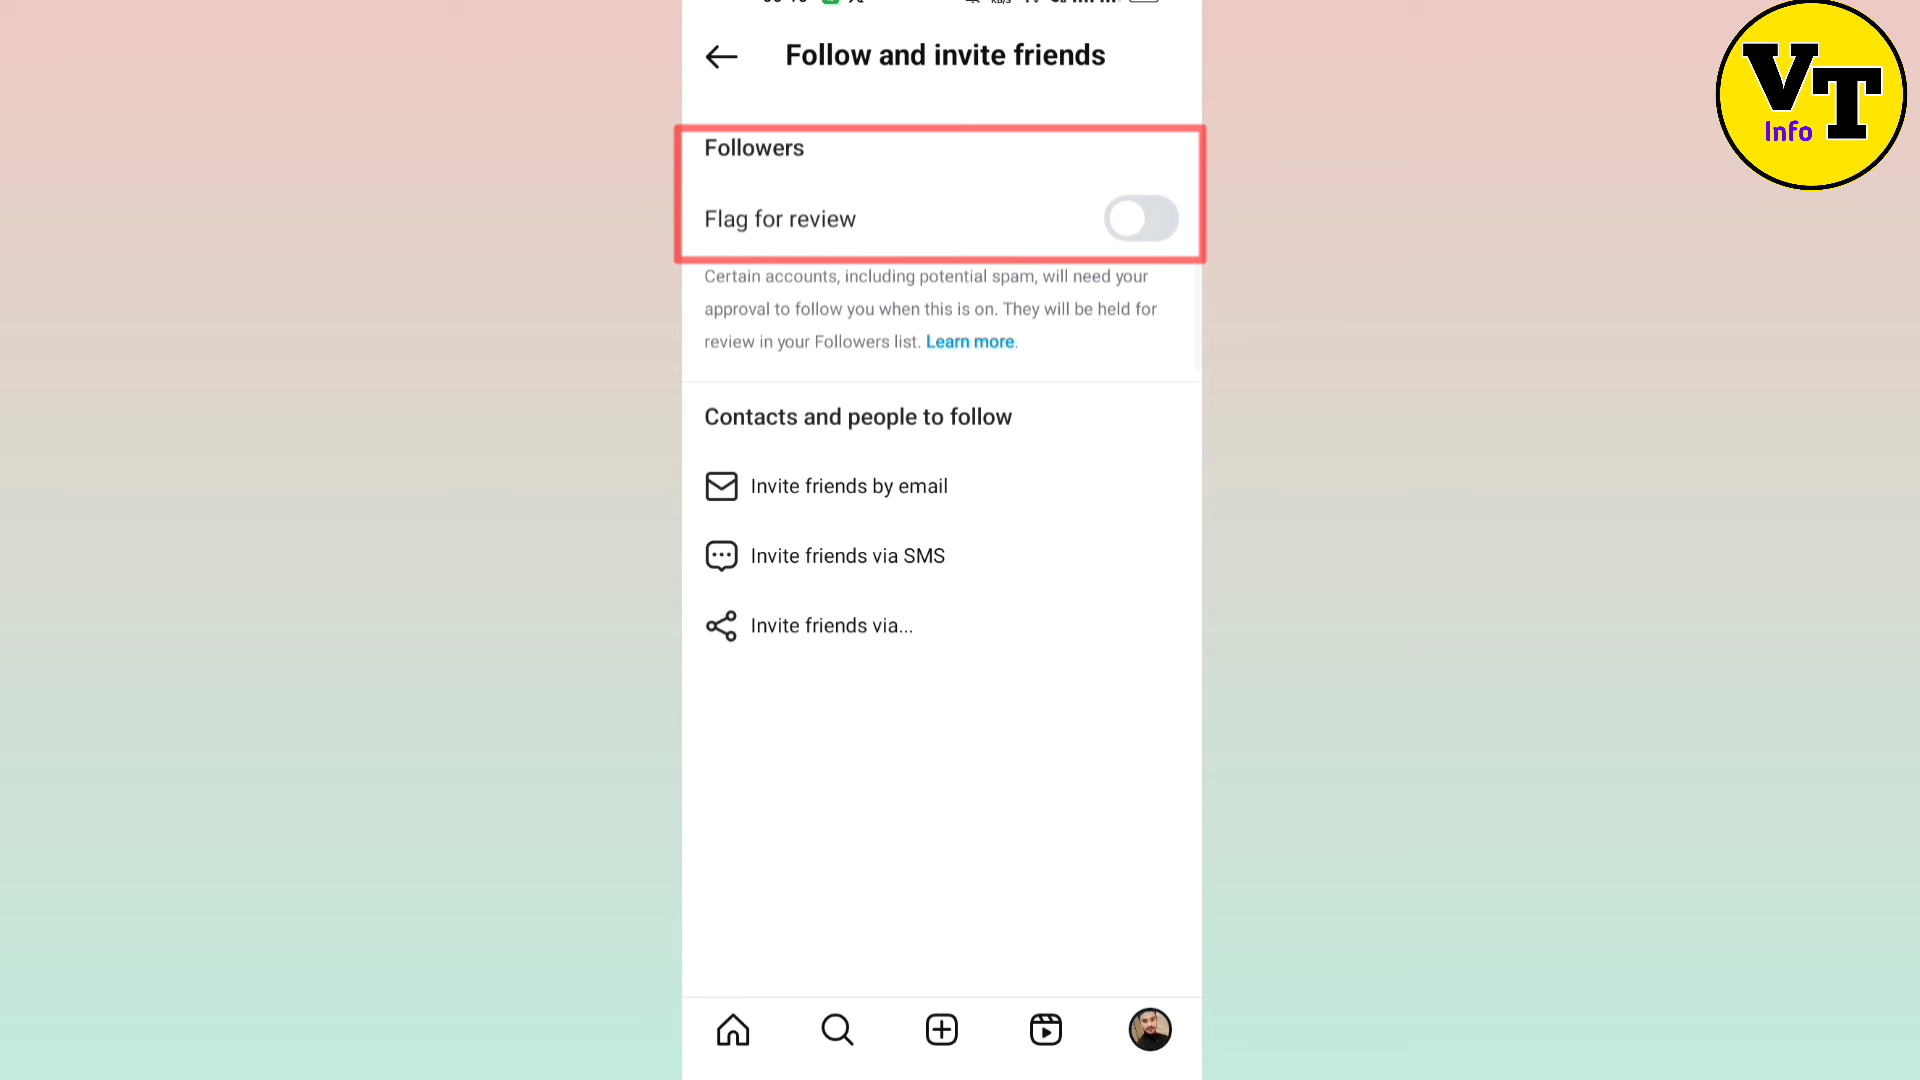 Follow and invite friends
VT
Info
Followers
Flag for review
Certain accounts, including potential spam, will need your
approval to follow you when this is on. They will be held for
review in your Followers list. Learn more.
Contacts and people to follow
Invite friends by email
Invite friends via SMS
Invite friends via...